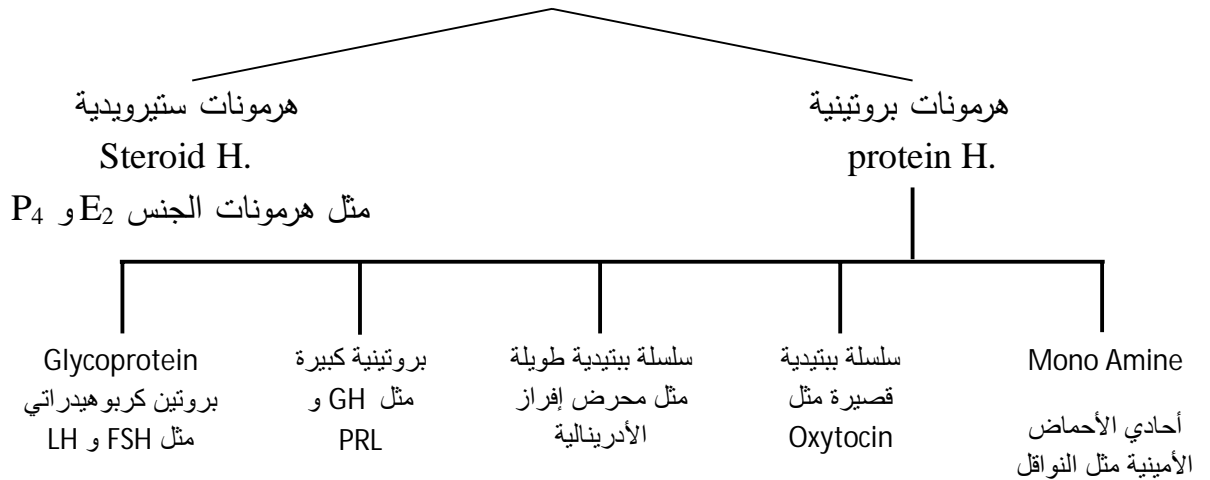 هرمونات بروتينية
protein H.
هرمونات ستيرويدية
Steroid H.
مثل هرمونات الجنس E2 و P4
Mono Amine
أحادي الأحماض
الأمينية مثل النواقل
سلسلة ببتيدية
قصيرة مثل
Oxytocin
سلسلة ببتيدية طويلة
مثل محرض إفراز
الأدرينالية
بروتينية كبيرة
مثل GH و
PRL
Glycoprotein
بروتين كربوهيدراتي
مثل FSH و LH